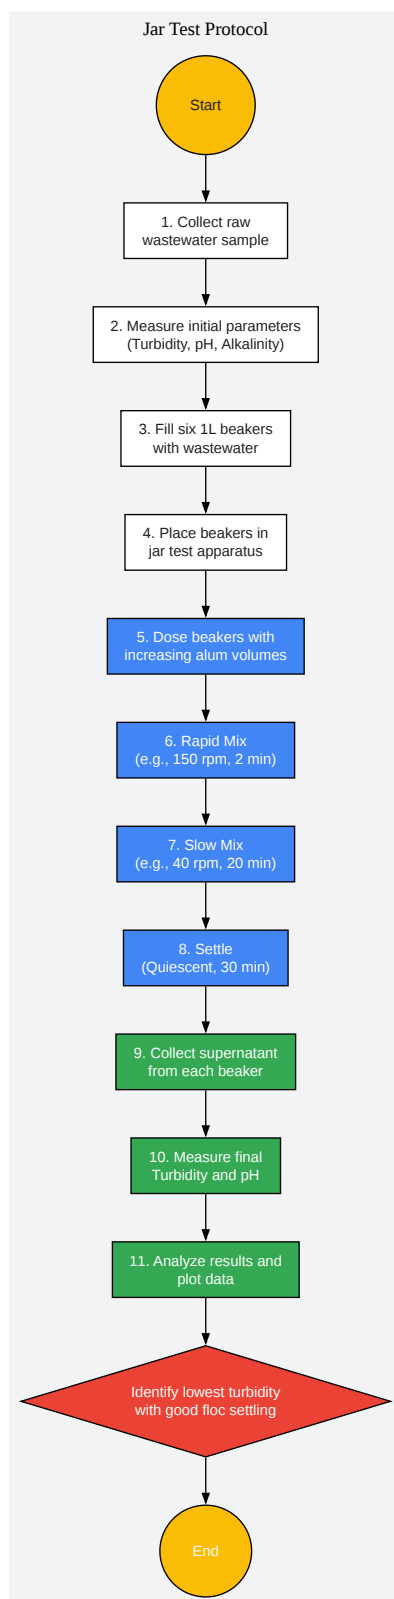 Jar Test Protocol
Start
1. Collect raw
wastewater sample
2. Measure initial parameters
(Turbidity, pH, Alkalinity)
3. Fill six 1L beakers
with wastewater
4. Place beakers in
jar test apparatus
5. Dose beakers with
increasing alum volumes
6. Rapid Mix
(e.g., 150 rpm, 2 min)
7. Slow Mix
(e.g., 40 rpm, 20 min)
8. Settle
(Quiescent, 30 min)
9. Collect supernatant
from each beaker
10. Measure final
Turbidity and pH
11. Analyze results and
plot data
Identify lowest turbidity
with good floc settling
End